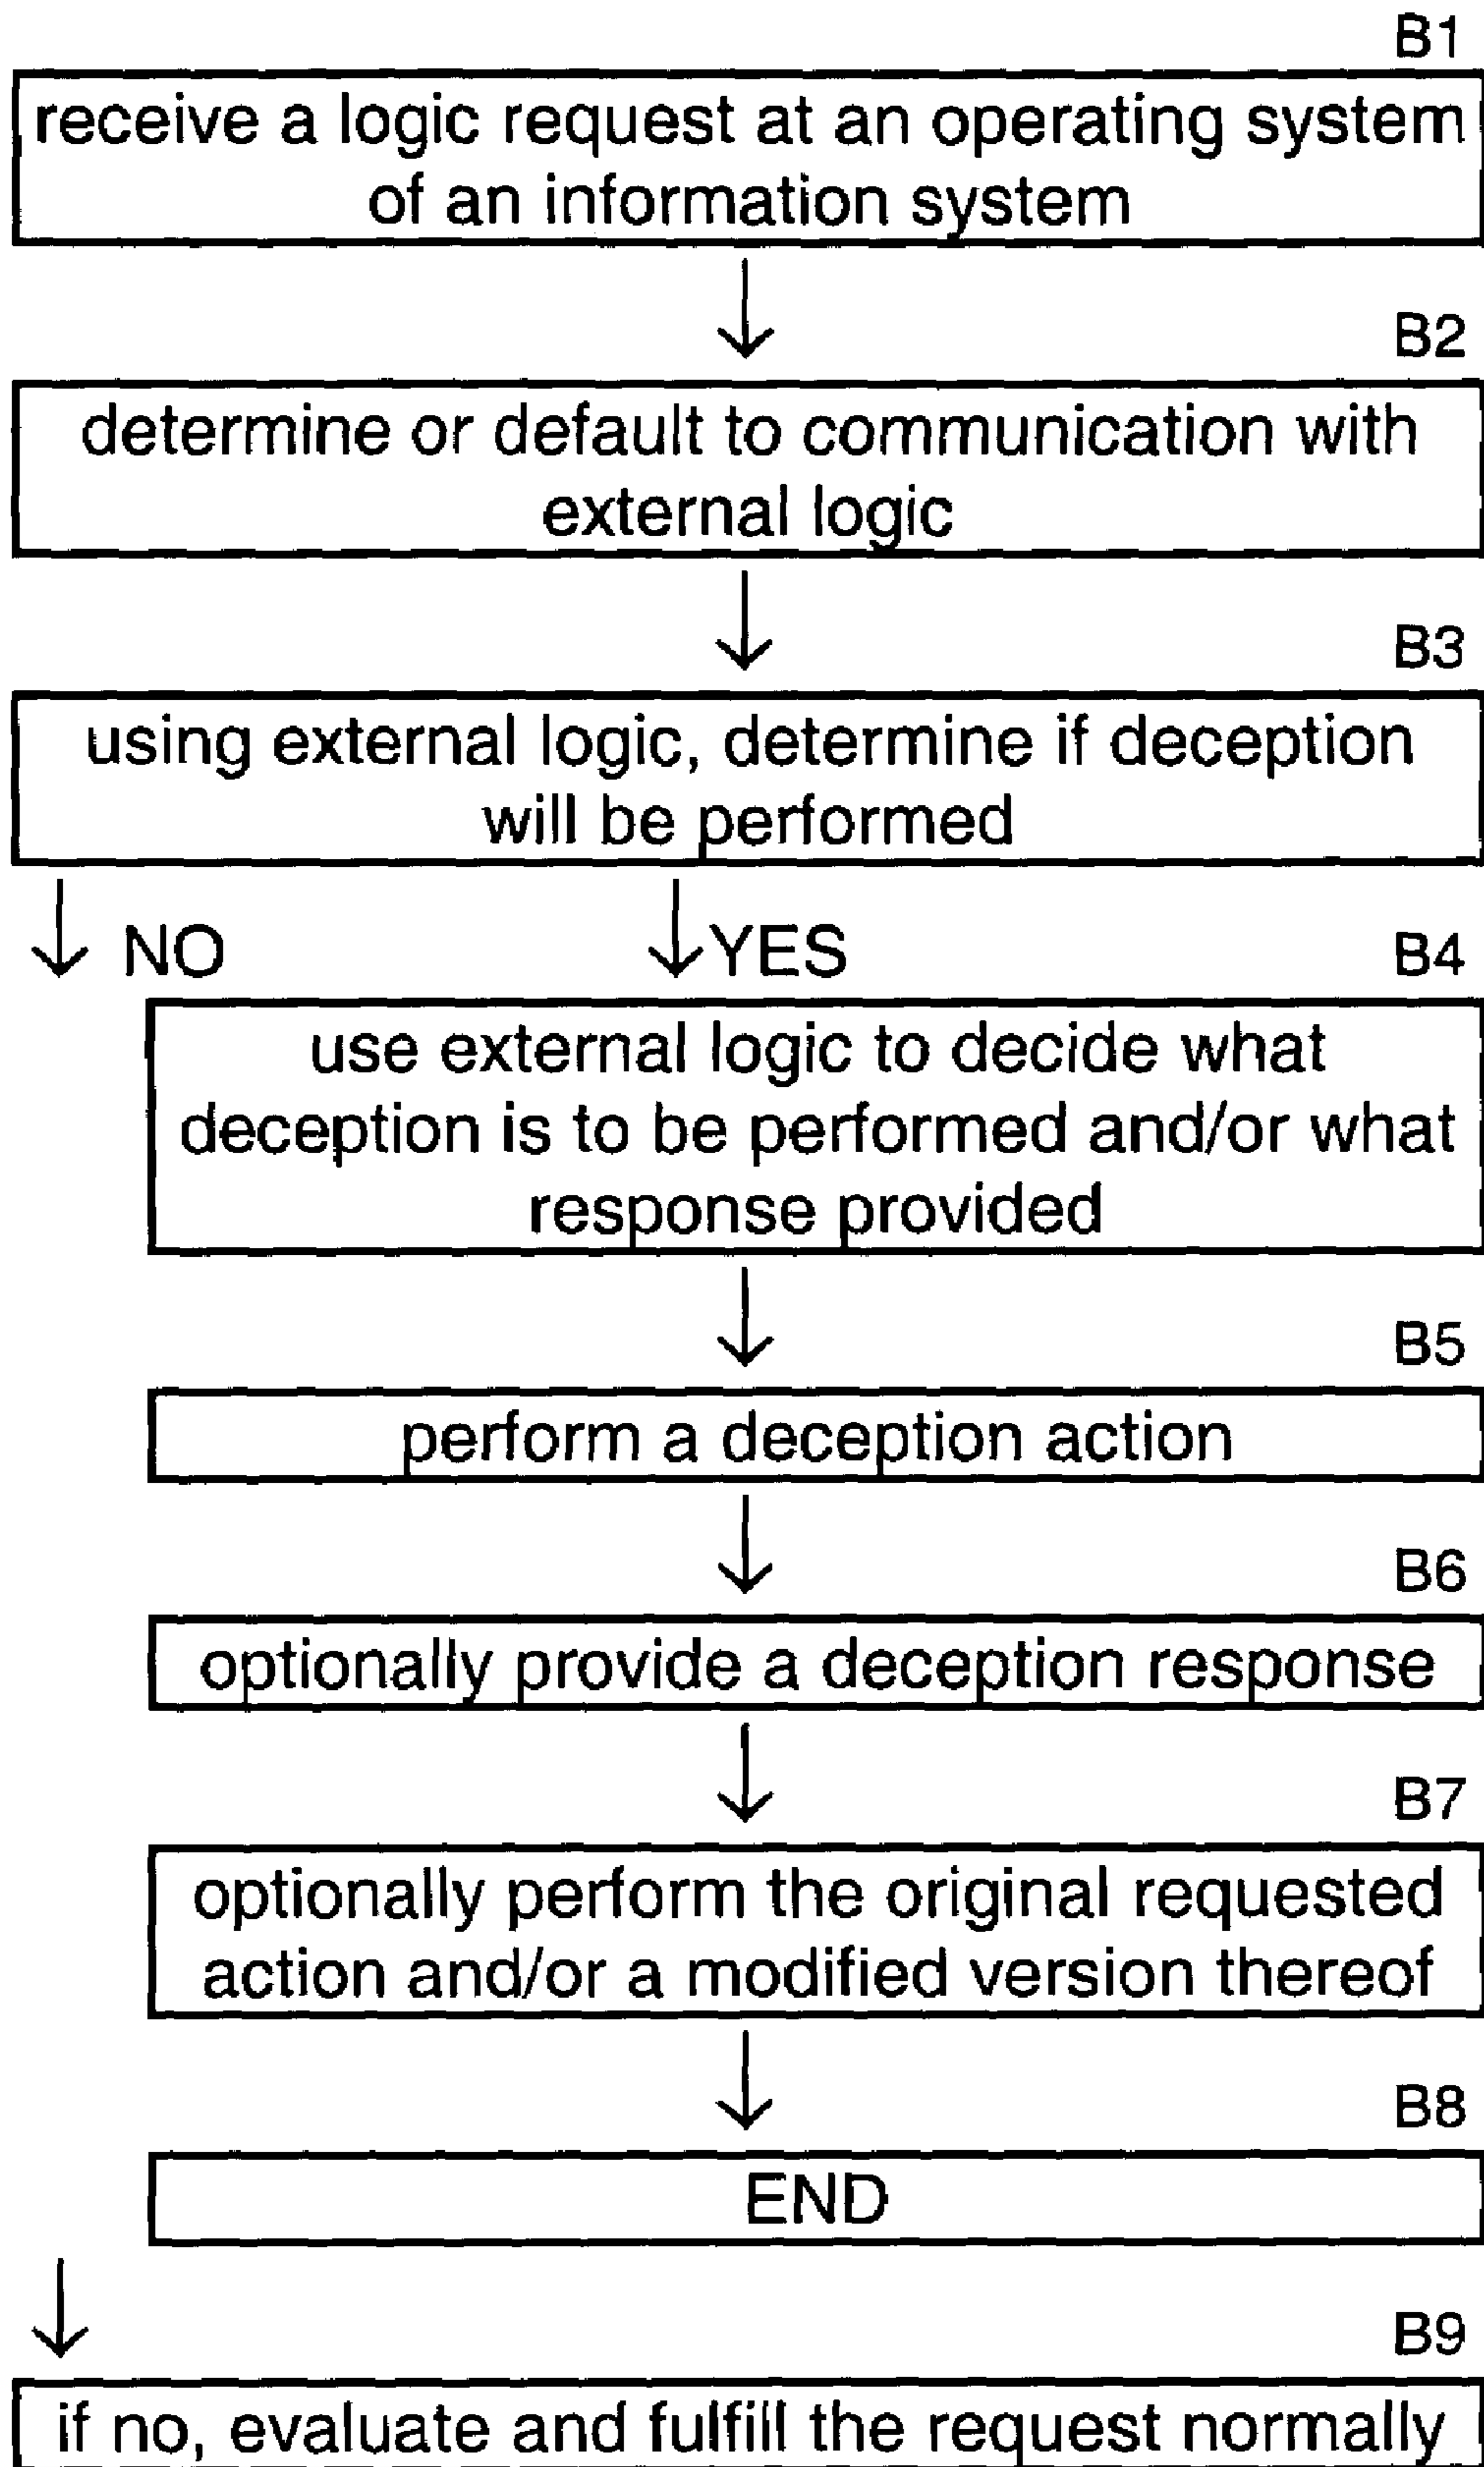 B1
receive a logic request at an operating system
of an information system
B2
determine or default to communication with
external logic
B3
using external logic, determine if deception
will be performed
NO YES
B4
use external logic to decide what
deception is to be performed and/or what
response provided
B5
perform a deception action
B6
optionally provide a deception response
B7
optionally perform the original requested
action and/or a modified version thereof
B8
END
B9
if no, evaluate and fulfill the request normally